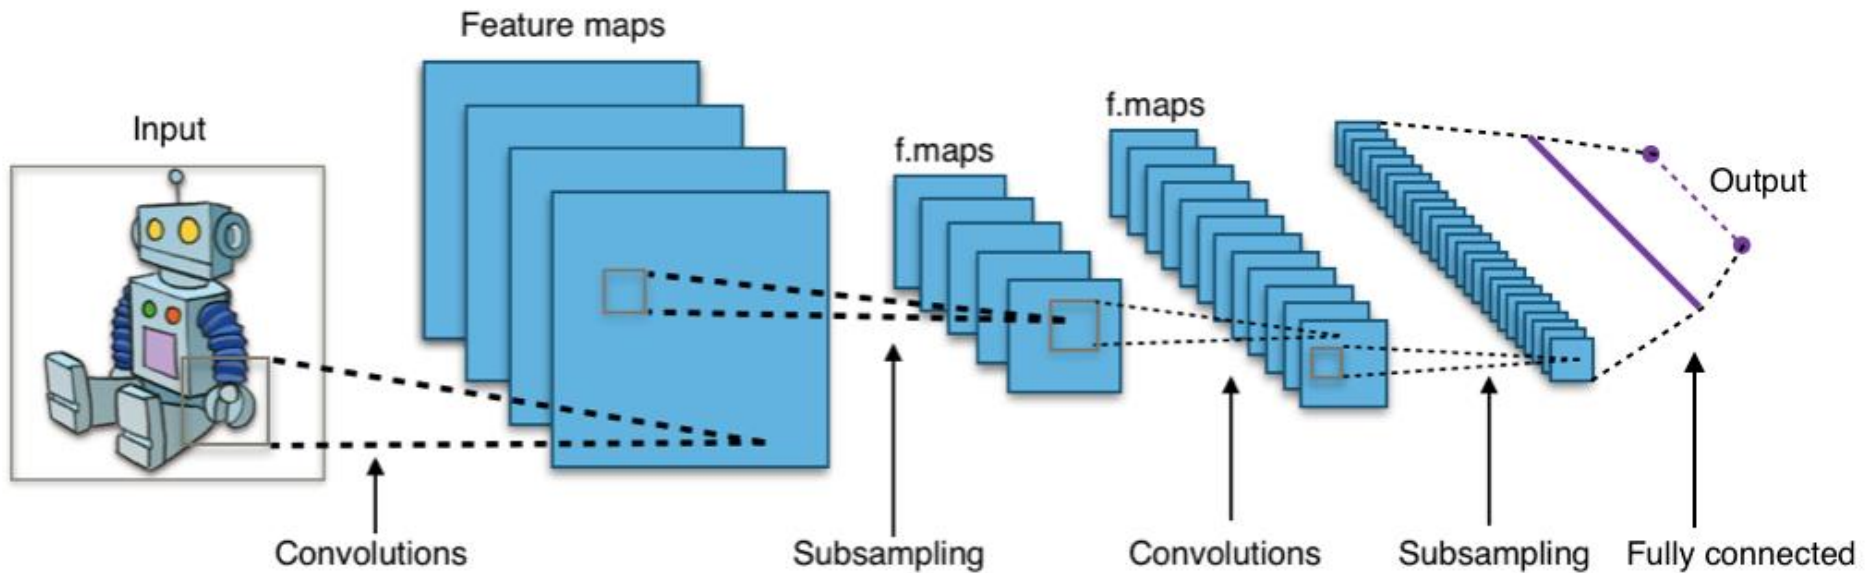 Feature maps
Input
f.maps
f.maps
Output
Convolutions
Subsampling
Convolutions
Subsampling
Fully connected